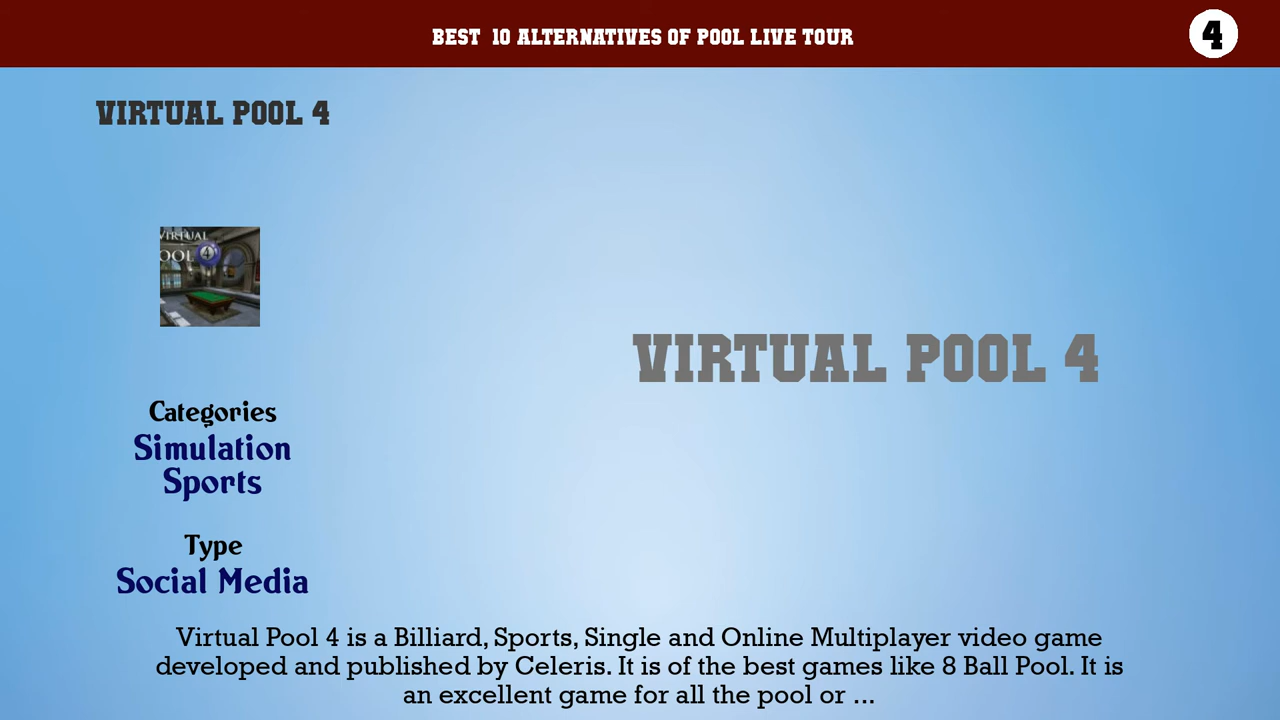 BEST 10 ALTERNATIVES OF POOL LIVE TOUR
4
VIRTUAL POOL 4
VIRTUAL
POOL
4
VIRTUAL POOL 4
Categories
Simulation
Sports
Type
Social Media
Virtual Pool 4 is a Billiard, Sports, Single and Online Multiplayer video game
developed and published by Celeris. It is of the best games like 8 Ball Pool. It is
an excellent game for all the pool or ...